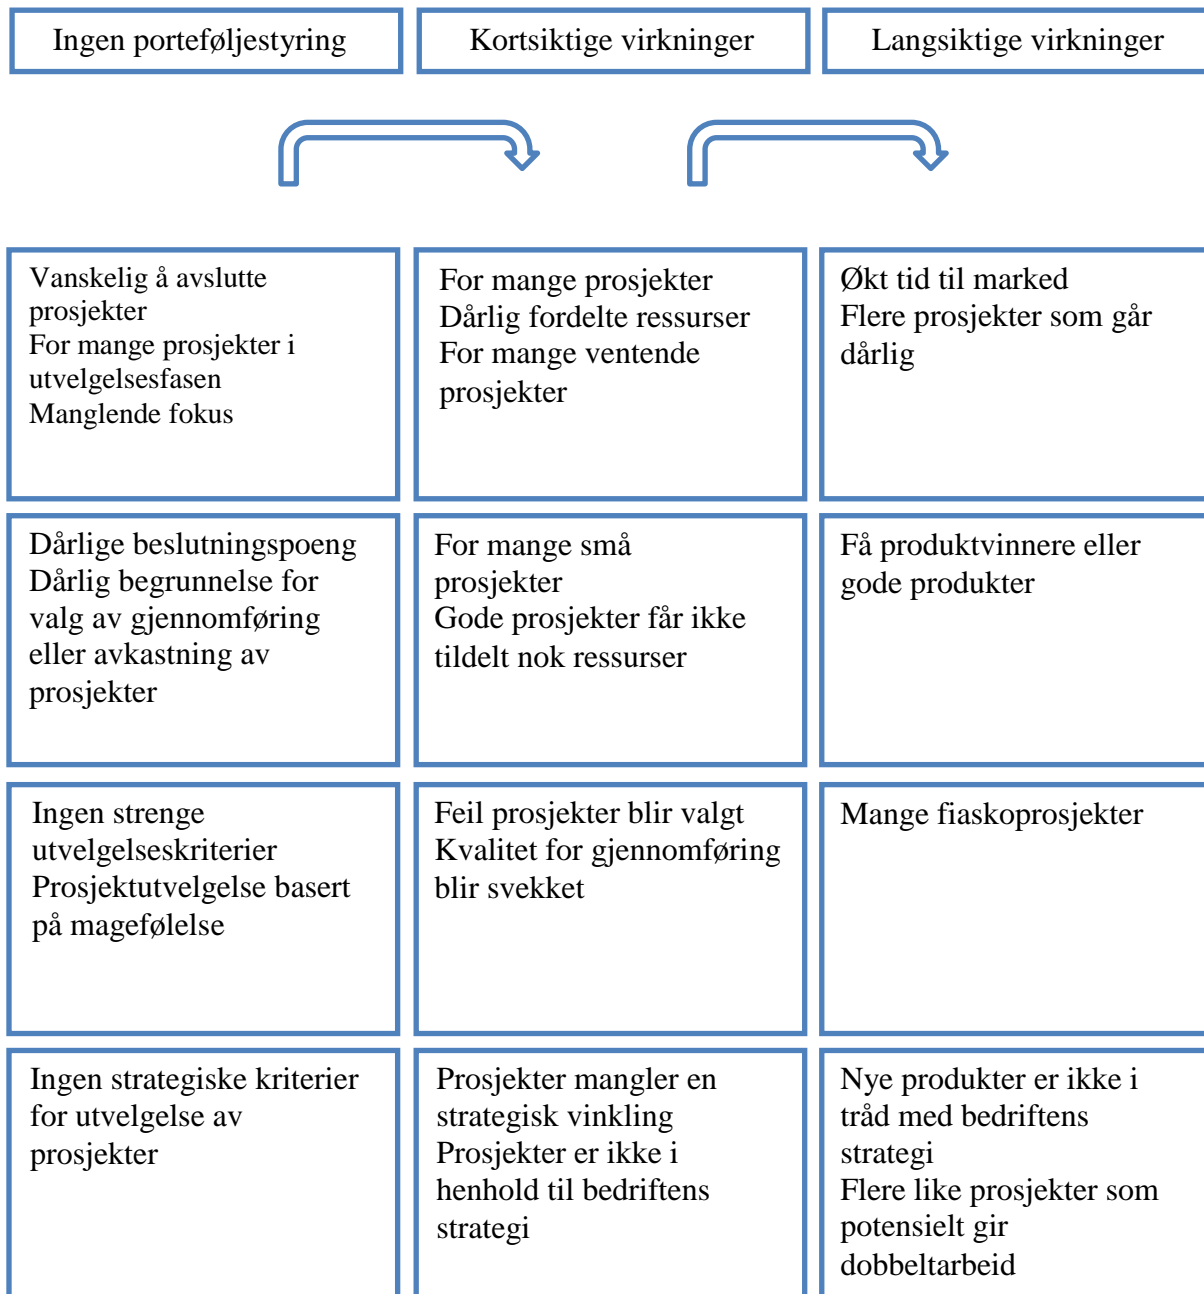 Ingen porteføljestyring
Kortsiktige virkninger
Langsiktige virkninger
Vanskelig å avslutte
prosjekter
For mange prosjekter i
utvelgelsesfasen
Manglende fokus
For mange prosjekter
Dårlig fordelte ressurser
For mange ventende
prosjekter
Økt tid til marked
Flere prosjekter som går
dårlig
Dårlige beslutningspoeng
Dårlig begrunnelse for
valg av gjennomføring
eller avkastning av
prosjekter
For mange små
prosjekter
Gode prosjekter får ikke
tildelt nok ressurser
Få produktvinnere eller
gode produkter
Ingen strenge
utvelgelseskriterier
Prosjektutvelgelse basert
på magefølelse
Feil prosjekter blir valgt
Kvalitet for gjennomføring
blir svekket
Mange fiaskoprosjekter
Ingen strategiske kriterier
for utvelgelse av
prosjekter
Prosjekter mangler en
strategisk vinkling
Prosjekter er ikke i
henhold til bedriftens
strategi
Nye produkter er ikke i
tråd med bedriftens
strategi
Flere like prosjekter som
potensielt gir
dobbeltarbeid